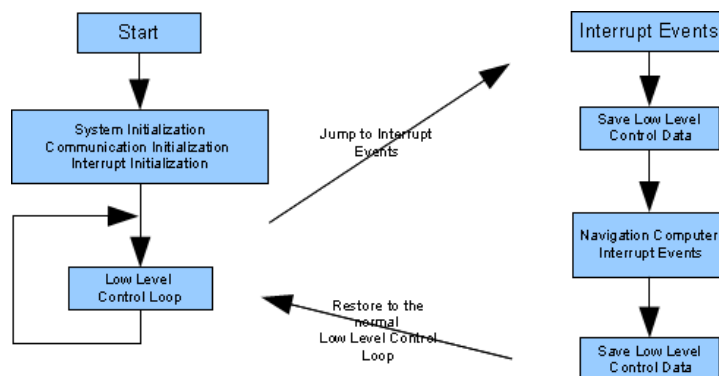 Start
System Initialization
Communication Initialization
Interrupt Initialization
Low Level
Control Loop
Jump to Interrupt
Events
Restore to the
normal
Low Level Control
Loop
Interrupt Events
Save Low Level
Control Data
Navigation Computer
Interrupt Events
Save Low Level
Control Data